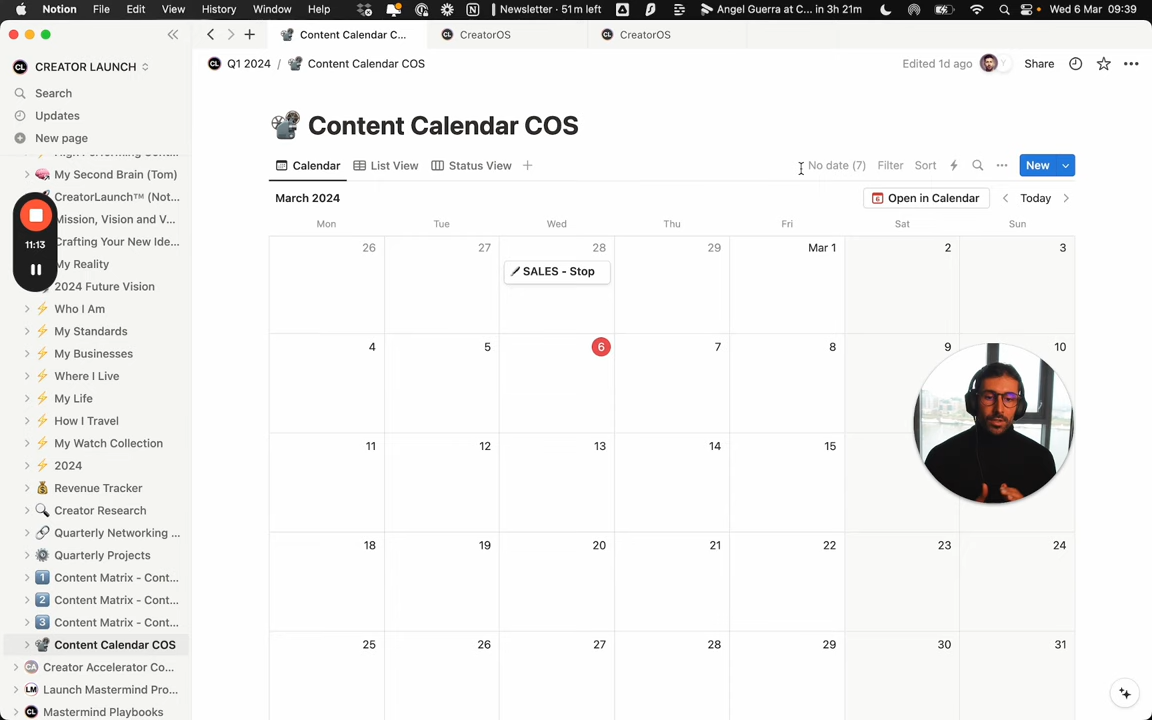 Notion File Edit View History Window Help Newsletter · 51 m left Angel Guerra at C... in 3h 21m Wed 6 Mar 09:39
Content Calendar C... CreatorOS CreatorOS
CREATOR LAUNCH
Q1 2024 / Content Calendar COS Edited 1d ago Share
Search
Updates
New page
My Second Brain (Tom)
CreatorLaunch™ (Not...
Mission, Vision and V...
Crafting Your New Ide...
My Reality
2024 Future Vision
Who I Am
My Standards
My Businesses
Where I Live
My Life
How I Travel
My Watch Collection
2024
Revenue Tracker
Creator Research
Quarterly Networking ...
Quarterly Projects
1 Content Matrix - Cont...
2 Content Matrix - Cont...
3 Content Matrix - Cont...
Content Calendar COS
CA Creator Accelerator Co...
LM Launch Mastermind Pro...
CL Mastermind Playbooks
11:13
Content Calendar COS
Calendar List View Status View No date (7) Filter Sort New
March 2024 Open in Calendar Today
Mon Tue Wed Thu Fri Sat Sun
26 27 28 29 Mar 1 2 3
SALES - Stop
4 5 6 7 8 9 10
11 12 13 14 15
18 19 20 21 22 23 24
25 26 27 28 29 30 31